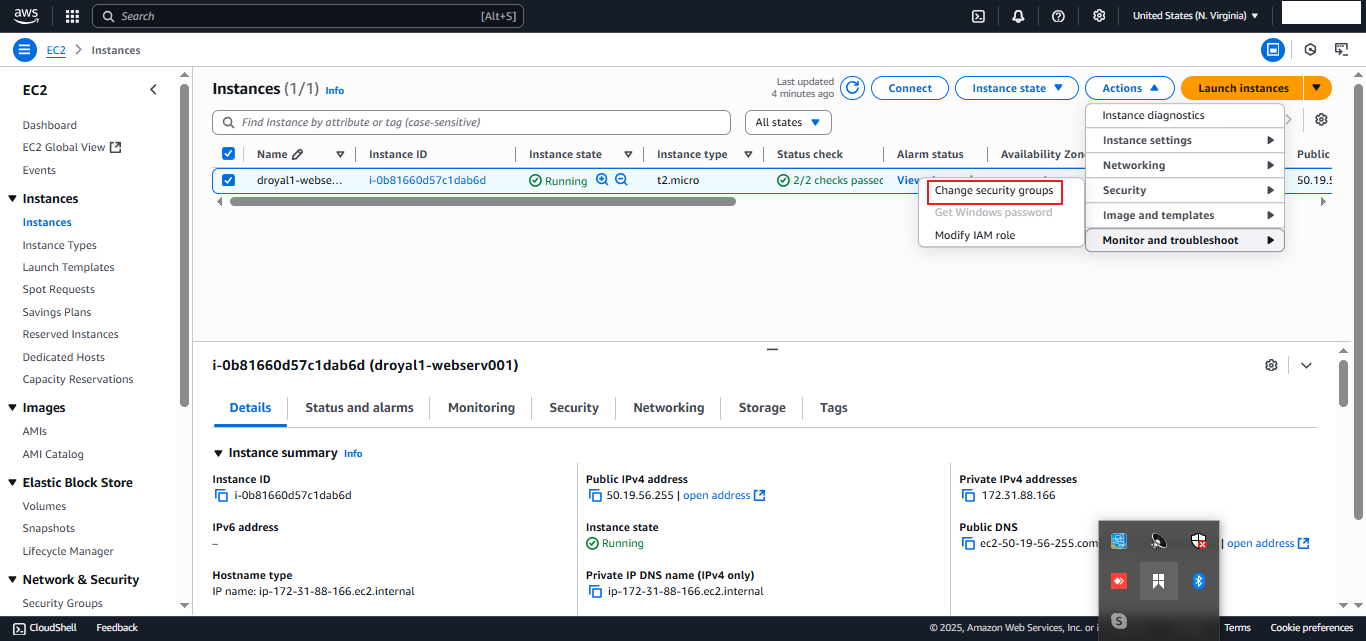 aws
Search [Alt+S]
United States (N. Virginia)
EC2 Instances
EC2
Dashboard
EC2 Global View
Events
Instances
Instances
Instance Types
Launch Templates
Spot Requests
Savings Plans
Reserved Instances
Dedicated Hosts
Capacity Reservations
Images
AMIs
AMI Catalog
Elastic Block Store
Volumes
Snapshots
Lifecycle Manager
Network & Security
Security Groups
Instances (1/1) Info
Last updated
4 minutes ago
Connect
Instance state
Actions
Launch instances
Find Instance by attribute or tag (case-sensitive)
All states
Name Instance ID Instance state Instance type Status check Alarm status Availability Zone Public
droyal1-webse... i-0b81660d57c1dab6d Running t2.micro 2/2 checks passed View 50.19.5
Instance diagnostics
Instance settings
Networking
Security
Image and templates
Monitor and troubleshoot
Change security groups
Get Windows password
Modify IAM role
i-0b81660d57c1dab6d (droyal1-webserv001)
Details Status and alarms Monitoring Security Networking Storage Tags
Instance summary Info
Instance ID
i-0b81660d57c1dab6d
IPv6 address
–
Hostname type
IP name: ip-172-31-88-166.ec2.internal
Public IPv4 address
50.19.56.255 | open address
Instance state
Running
Private IP DNS name (IPv4 only)
ip-172-31-88-166.ec2.internal
Private IPv4 addresses
172.31.88.166
Public DNS
ec2-50-19-56-255.com | open address
CloudShell Feedback
© 2025, Amazon Web Services, Inc. or i
Terms Cookie preferences